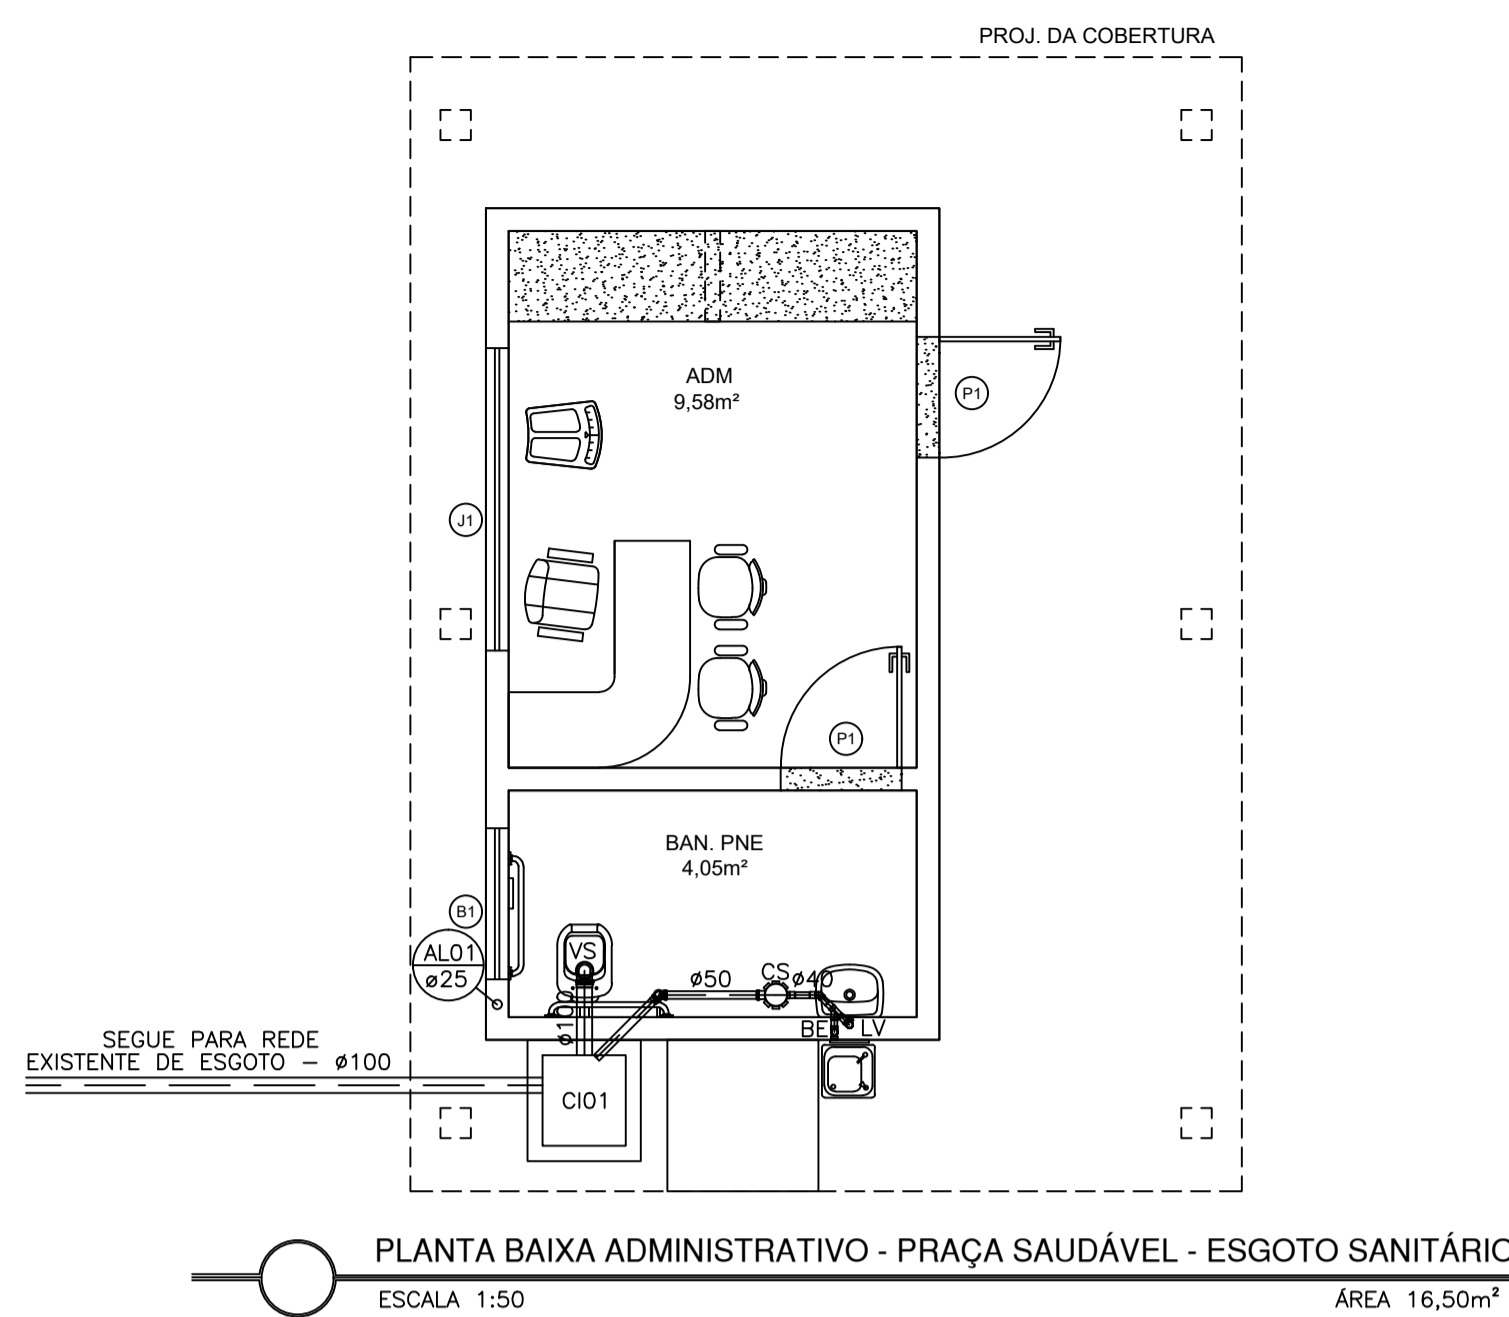 PROJ. DA COBERTURA
ADM
9,58m²
P1
J1
P1
BAN. PNE
4,05m²
B1
AL01
ø25
VS
ø100
ø50
CS
ø40
BE
LV
SEGUE PARA REDE
EXISTENTE DE ESGOTO – ø100
CI01
PLANTA BAIXA ADMINISTRATIVO - PRAÇA SAUDÁVEL - ESGOTO SANITÁRIO
ESCALA 1:50
ÁREA 16,50m²